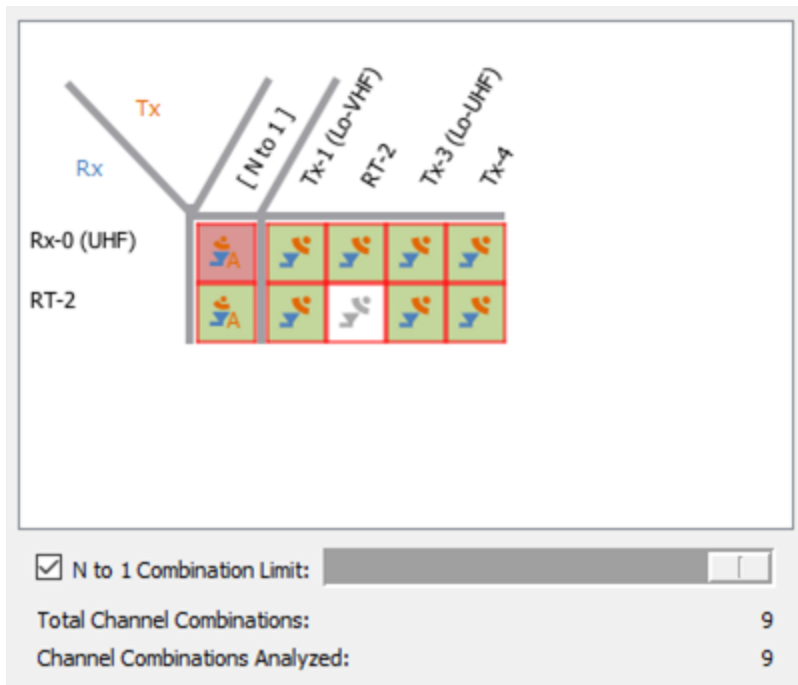 Tx
Rx
[ N to 1 ]
Tx-1 (Lo-VHF)
RT-2
Tx-3 (Lo-UHF)
Tx-4
Rx-0 (UHF)
A
RT-2
A
N to 1 Combination Limit:
Total Channel Combinations: 9
Channel Combinations Analyzed: 9